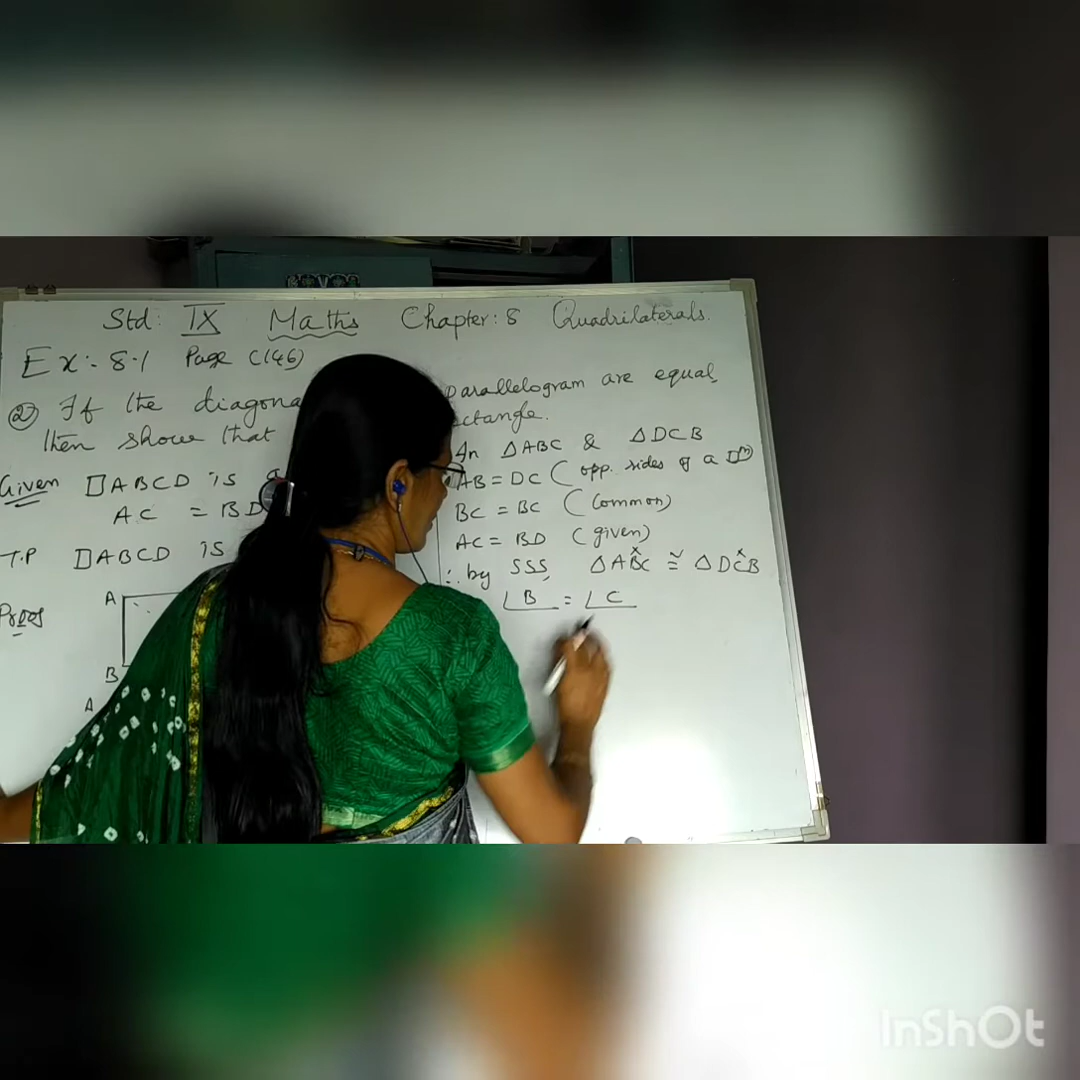 Std: IX Maths Chapter: 8 Quadrilaterals.
Ex:- 8.1 Page (146)
② If the diagona parallelogram are equal,
then show that ctangle.
Given □ABCD is a
AC = BD
T.P □ABCD is
Proof
A
B
A
In △ABC & △DCB
AB = DC (opp. sides of a
BC = BC (common)
AC = BD (given)
∴ by SSS, △ABC ≅ △DCB
∠B = ∠C
InShOt